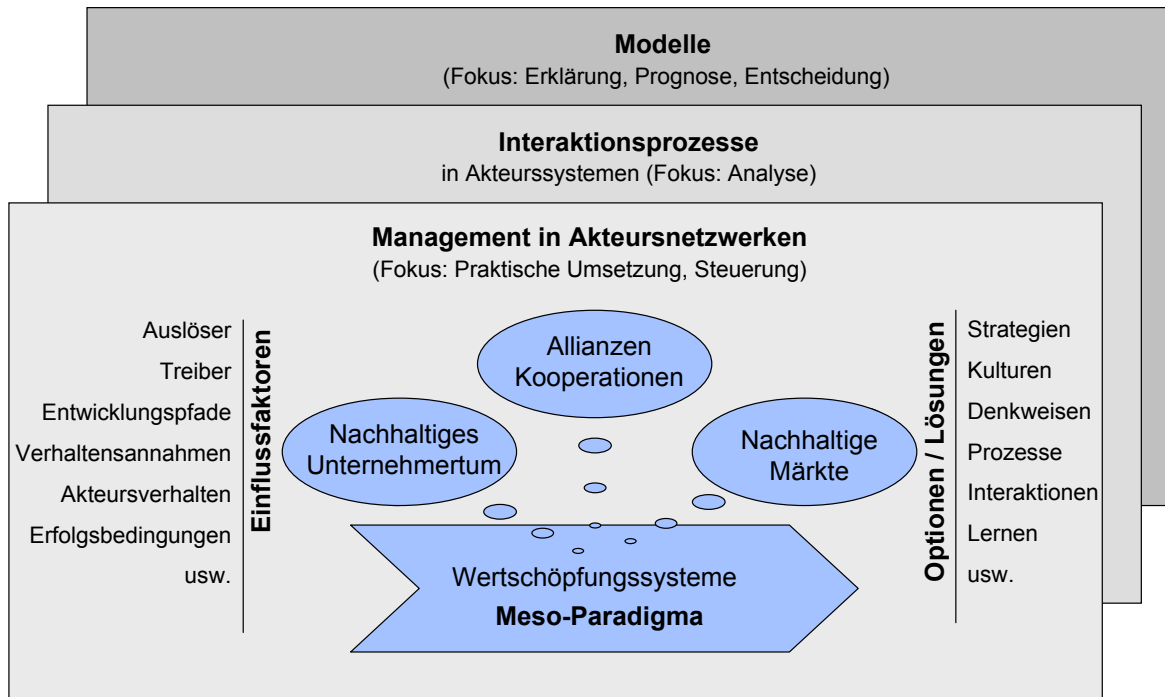 Modelle
(Fokus: Erklärung, Prognose, Entscheidung)
Interaktionsprozesse
in Akteurssystemen (Fokus: Analyse)
Management in Akteursnetzwerken
(Fokus: Praktische Umsetzung, Steuerung)
Auslöser
Treiber
Entwicklungspfade
Verhaltensannahmen
Akteursverhalten
Erfolgsbedingungen
usw.
Einflussfaktoren
Allianzen
Kooperationen
Nachhaltiges
Unternehmertum
Nachhaltige
Märkte
Wertschöpfungssysteme
Meso-Paradigma
Optionen / Lösungen
Strategien
Kulturen
Denkweisen
Prozesse
Interaktionen
Lernen
usw.